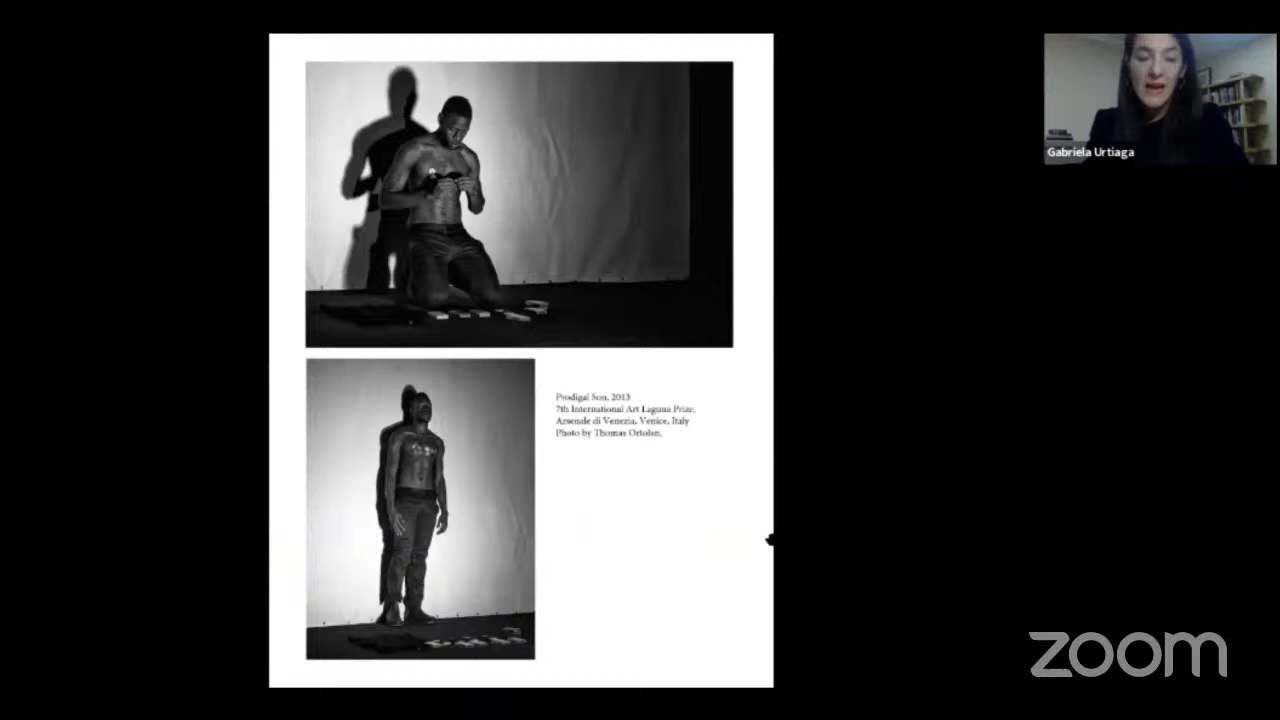 Gabriela Urtiaga
Prodigal Son, 2013
7th International Art Laguna Prize.
Arsenale di Venezia, Venice, Italy
Photo by Thomas Ortolan.
zoom